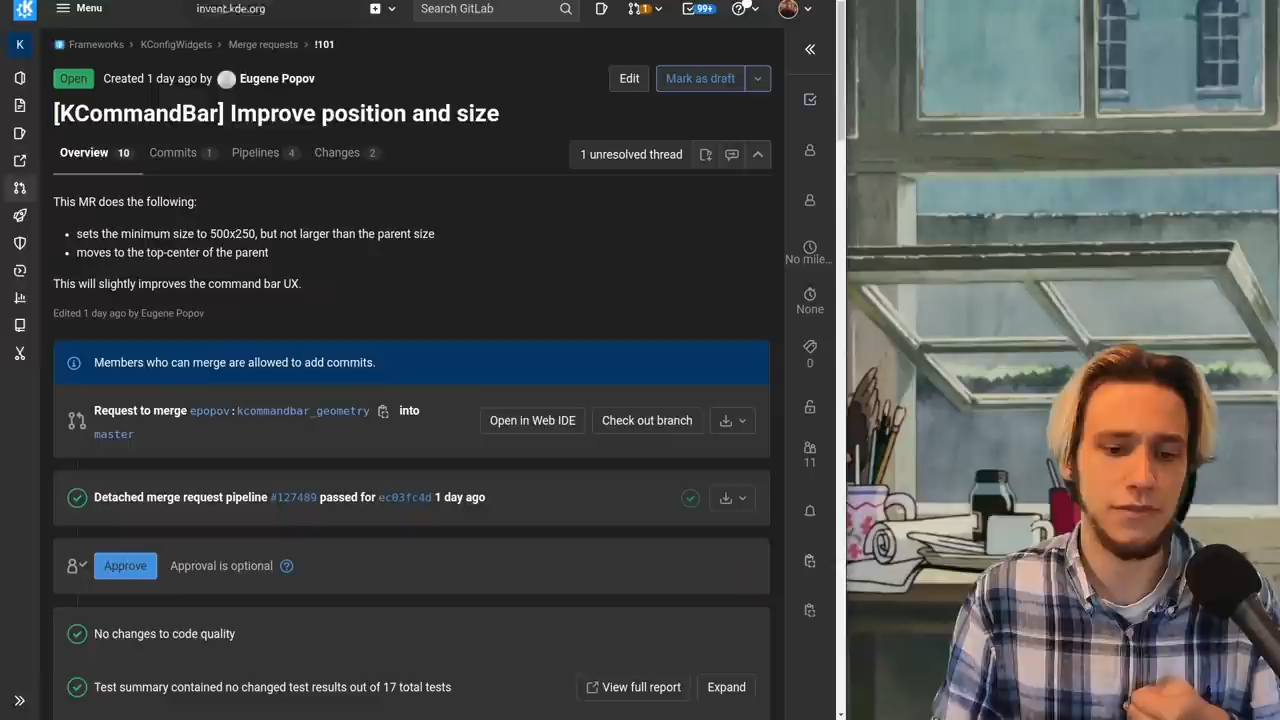 Menu
invent.kde.org
Search GitLab
1
99+
K
Frameworks › KConfigWidgets › Merge requests › !101
Open Created 1 day ago by Eugene Popov
Edit
Mark as draft
[KCommandBar] Improve position and size
Overview 10 Commits 1 Pipelines 4 Changes 2
1 unresolved thread
This MR does the following:
• sets the minimum size to 500x250, but not larger than the parent size
• moves to the top-center of the parent
This will slightly improves the command bar UX.
Edited 1 day ago by Eugene Popov
Members who can merge are allowed to add commits.
Request to merge epopov:kcommandbar_geometry into
master
Open in Web IDE
Check out branch
Detached merge request pipeline #127489 passed for ec03fc4d 1 day ago
Approve Approval is optional
No changes to code quality
Test summary contained no changed test results out of 17 total tests
View full report
Expand
No mile...
None
0
11